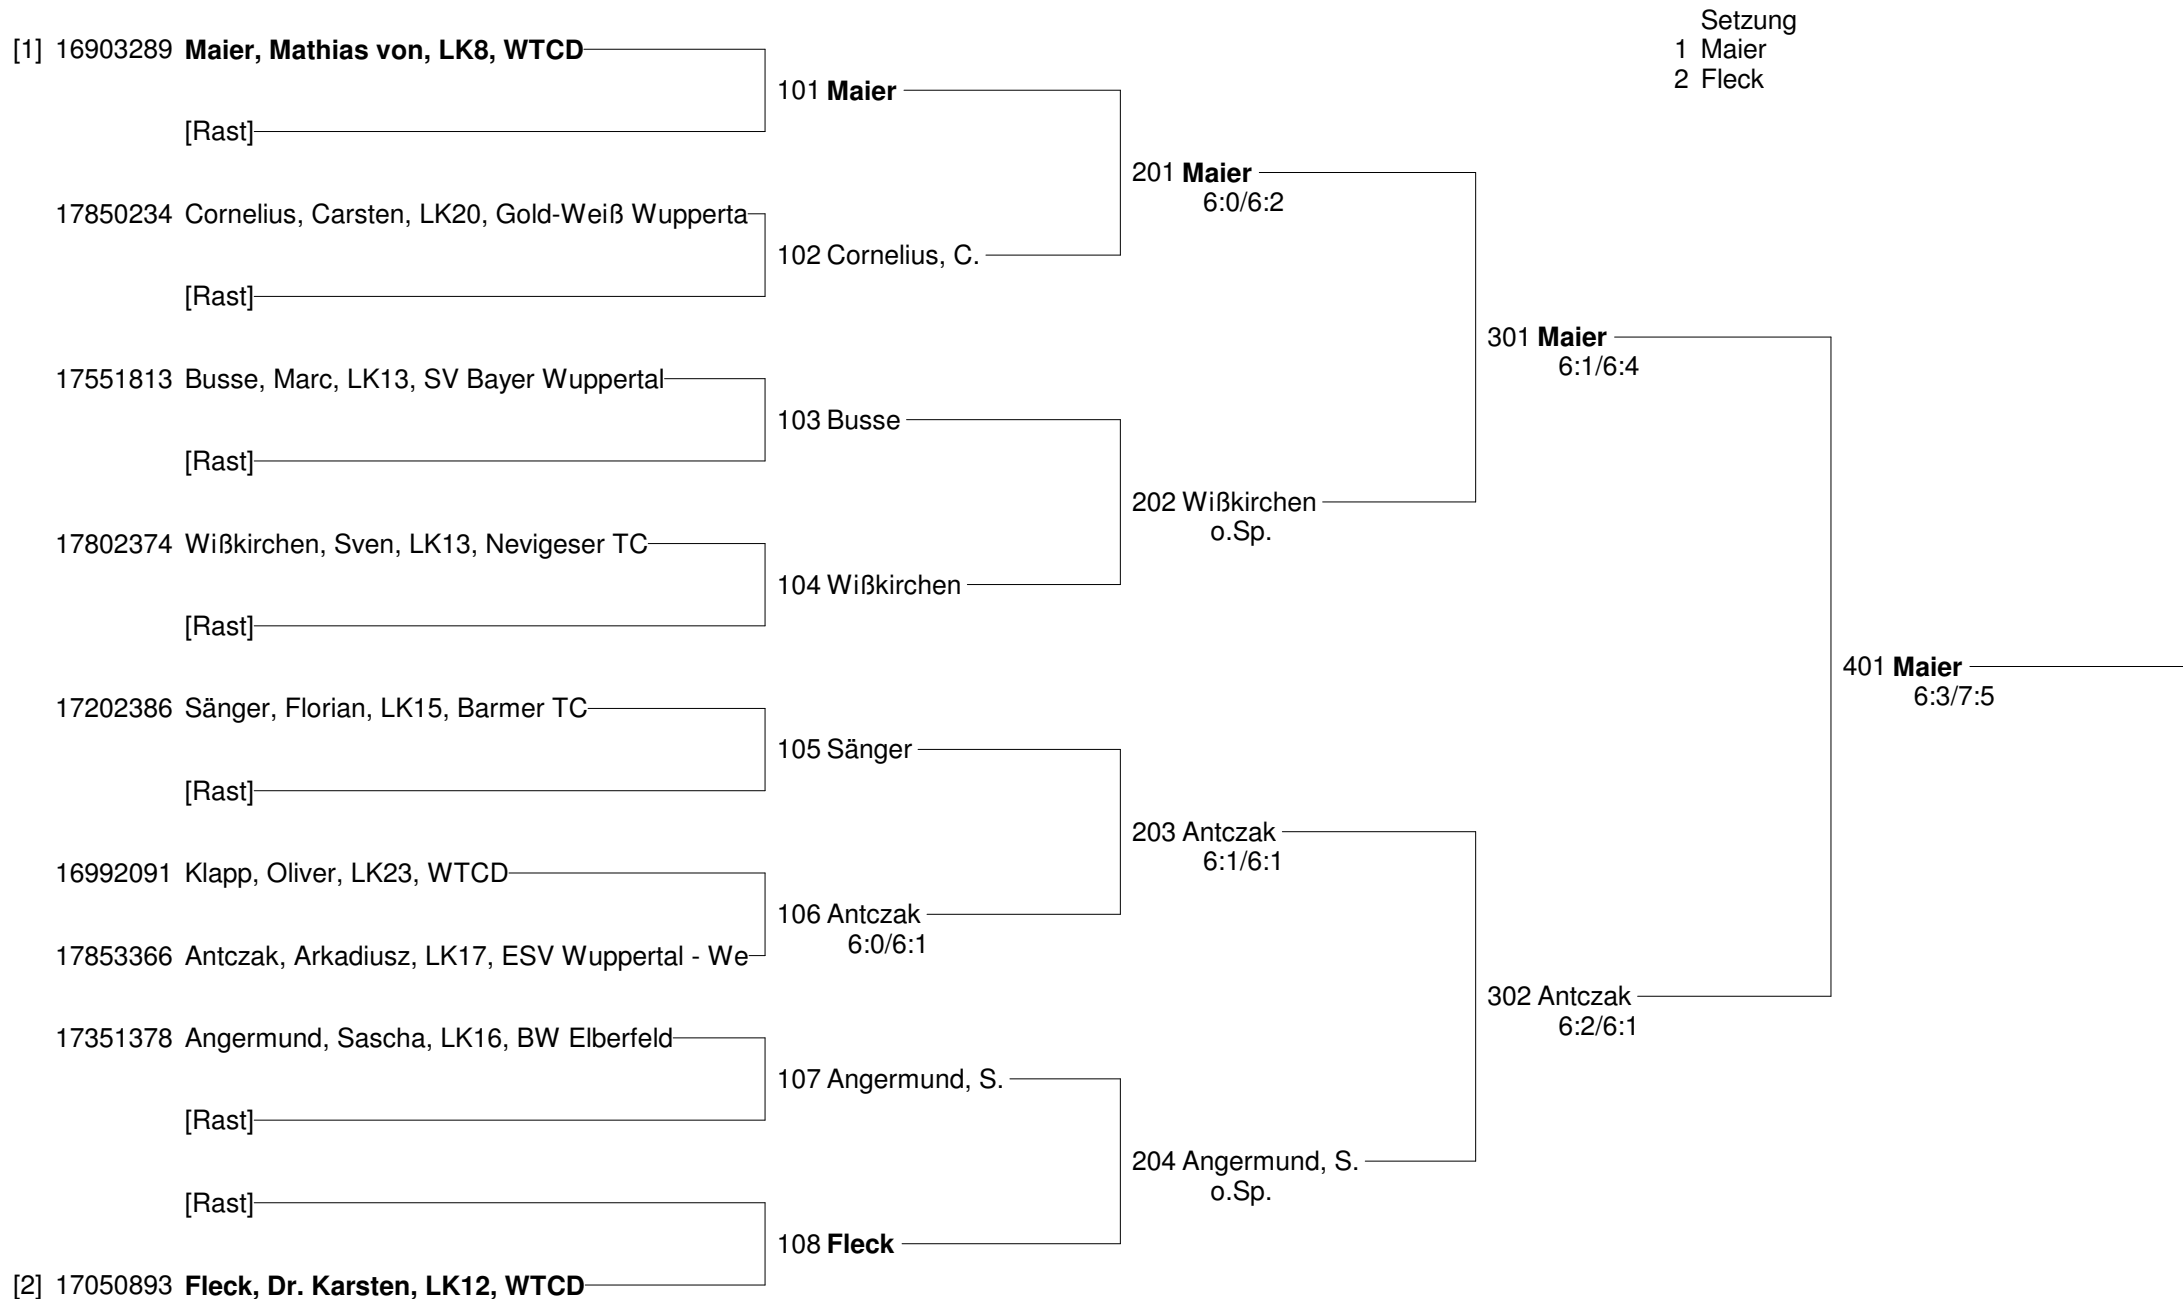 Setzung
1 Maier
2 Fleck
[1] 16903289 Maier, Mathias von, LK8, WTCD
[Rast]
17850234 Cornelius, Carsten, LK20, Gold-Weiß Wupperta
[Rast]
17551813 Busse, Marc, LK13, SV Bayer Wuppertal
[Rast]
17802374 Wißkirchen, Sven, LK13, Nevigeser TC
[Rast]
17202386 Sänger, Florian, LK15, Barmer TC
[Rast]
16992091 Klapp, Oliver, LK23, WTCD
17853366 Antczak, Arkadiusz, LK17, ESV Wuppertal - We
17351378 Angermund, Sascha, LK16, BW Elberfeld
[Rast]
[Rast]
[2] 17050893 Fleck, Dr. Karsten, LK12, WTCD
101 Maier
102 Cornelius, C.
103 Busse
104 Wißkirchen
105 Sänger
106 Antczak
6:0/6:1
107 Angermund, S.
108 Fleck
201 Maier
6:0/6:2
202 Wißkirchen
o.Sp.
203 Antczak
6:1/6:1
204 Angermund, S.
o.Sp.
301 Maier
6:1/6:4
302 Antczak
6:2/6:1
401 Maier
6:3/7:5